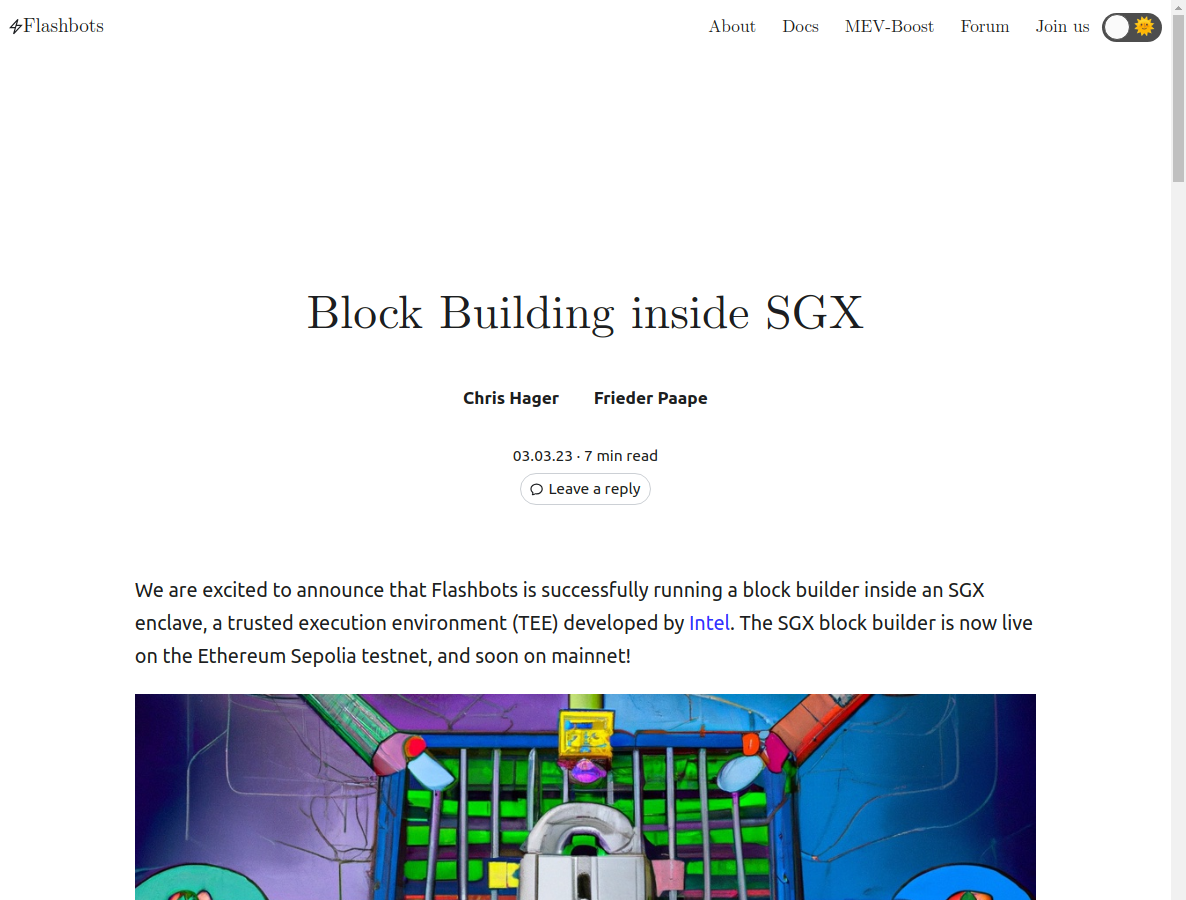 Flashbots
About Docs MEV-Boost Forum Join us
Block Building inside SGX
Chris Hager Frieder Paape
03.03.23 · 7 min read
Leave a reply
We are excited to announce that Flashbots is successfully running a block builder inside an SGX
enclave, a trusted execution environment (TEE) developed by Intel. The SGX block builder is now live
on the Ethereum Sepolia testnet, and soon on mainnet!